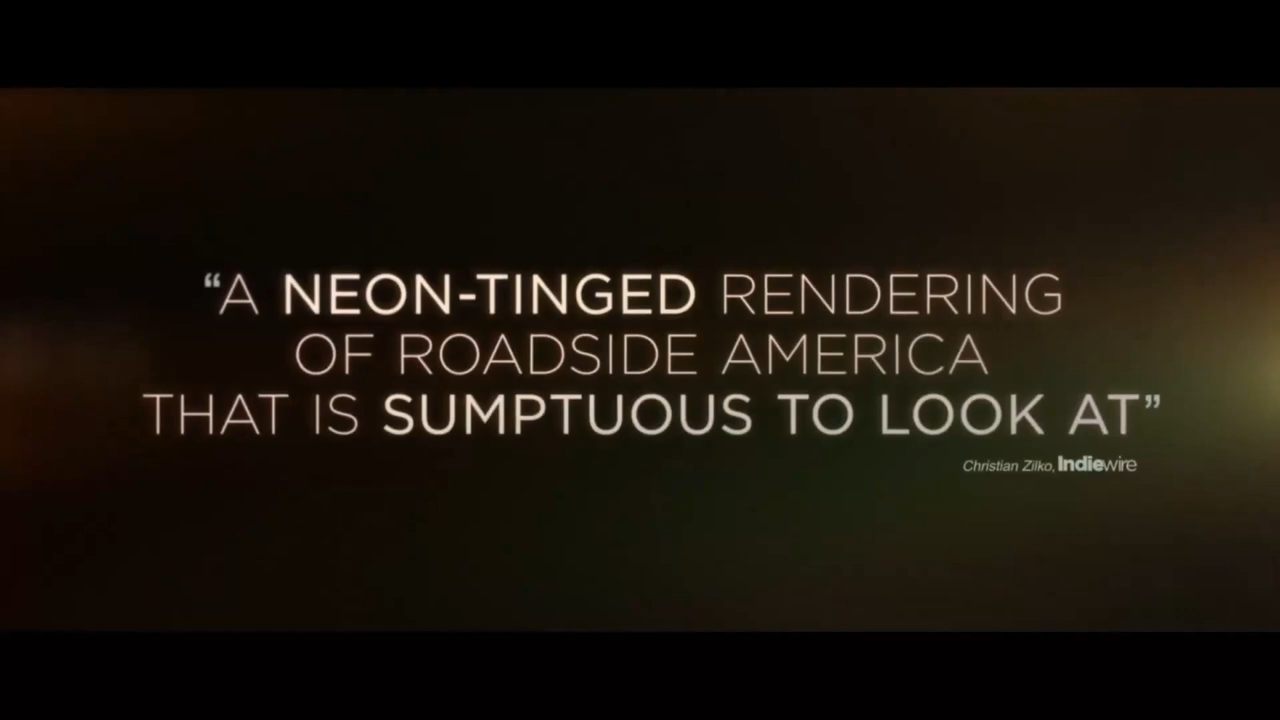 “A NEON-TINGED RENDERING
OF ROADSIDE AMERICA
THAT IS SUMPTUOUS TO LOOK AT”
Christian Zilko, Indiewire